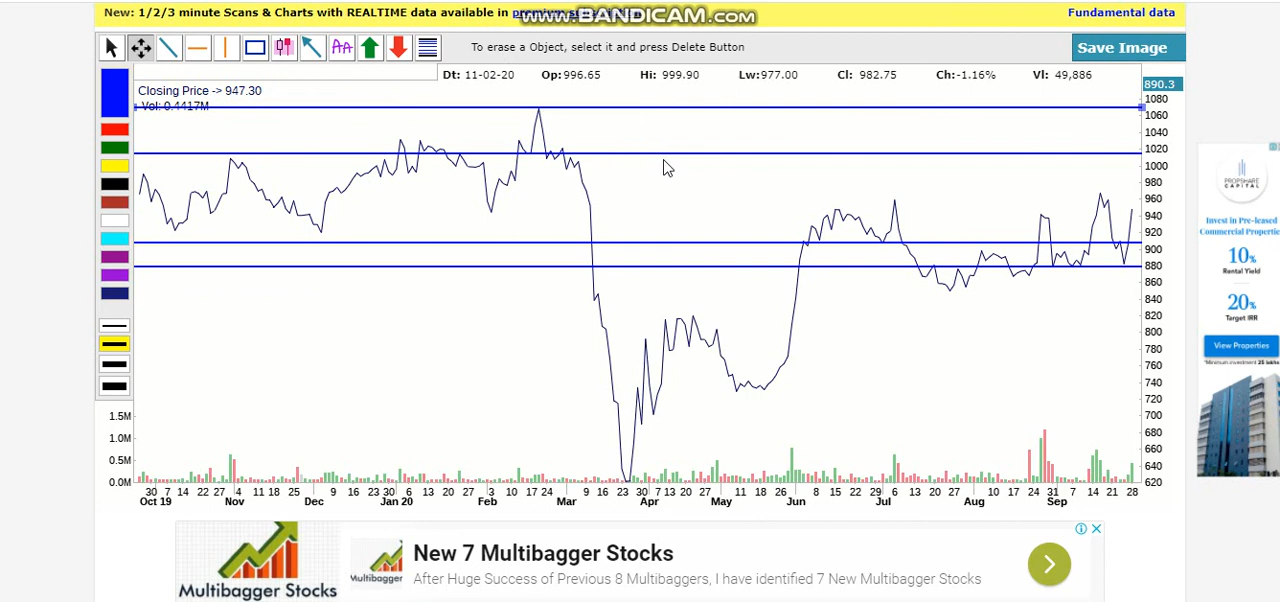 New: 1/2/3 minute Scans & Charts with REALTIME data available in
www.BANDICAM.com
Fundamental data
AA
To erase a Object, select it and press Delete Button
Save Image
Dt: 11-02-20 Op:996.65 Hi: 999.90 Lw:977.00 Cl: 982.75 Ch:-1.16% Vl: 49,886
890.3
Closing Price -> 947.30
Vol: 0.4417M
1080
1060
1040
1020
1000
980
960
940
920
900
880
860
840
820
800
780
760
740
720
700
680
660
640
620
1.5M
1.0M
0.5M
0.0M
30 7 14 22 27 4 11 18 25 9 16 23 30 6 13 20 27 3 10 17 24 9 16 23 30 7 13 20 27 11 18 26 8 15 22 29 6 13 20 27 10 17 24 31 7 14 21 28
Oct 19 Nov Dec Jan 20 Feb Mar Apr May Jun Jul Aug Sep
PROPSHARE
CAPITAL
Invest in Pre-leased
Commercial Properties
10%
Rental Yield
20%
Target IRR
View Properties
*Minimum investment 25 lakhs
Multibagger Stocks
Multibagger
New 7 Multibagger Stocks
After Huge Success of Previous 8 Multibaggers, I have identified 7 New Multibagger Stocks